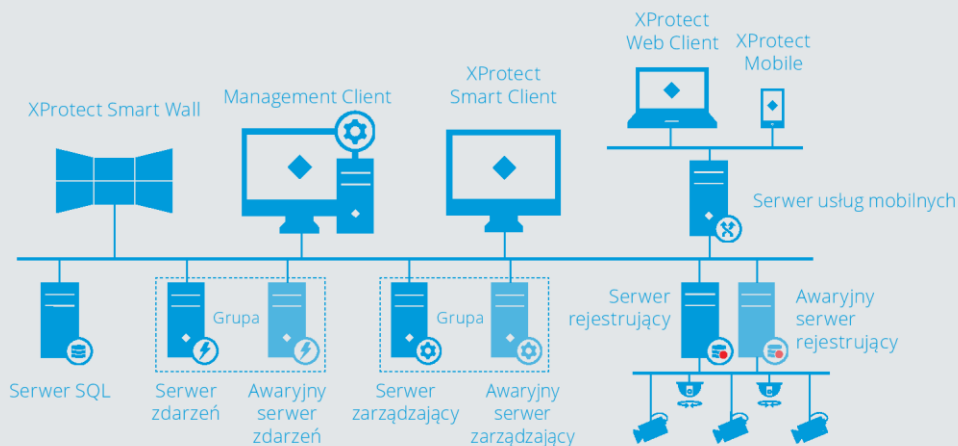 XProtect
Web Client
XProtect
Mobile
XProtect Smart Wall
Management Client
XProtect
Smart Client
Serwer usług mobilnych
Grupa
Grupa
Serwer
rejestrujący
Awaryjny
serwer
rejestrujący
Serwer SQL
Serwer
zdarzeń
Awaryjny
serwer
zdarzeń
Serwer
zarządzający
Awaryjny
serwer
zarządzający